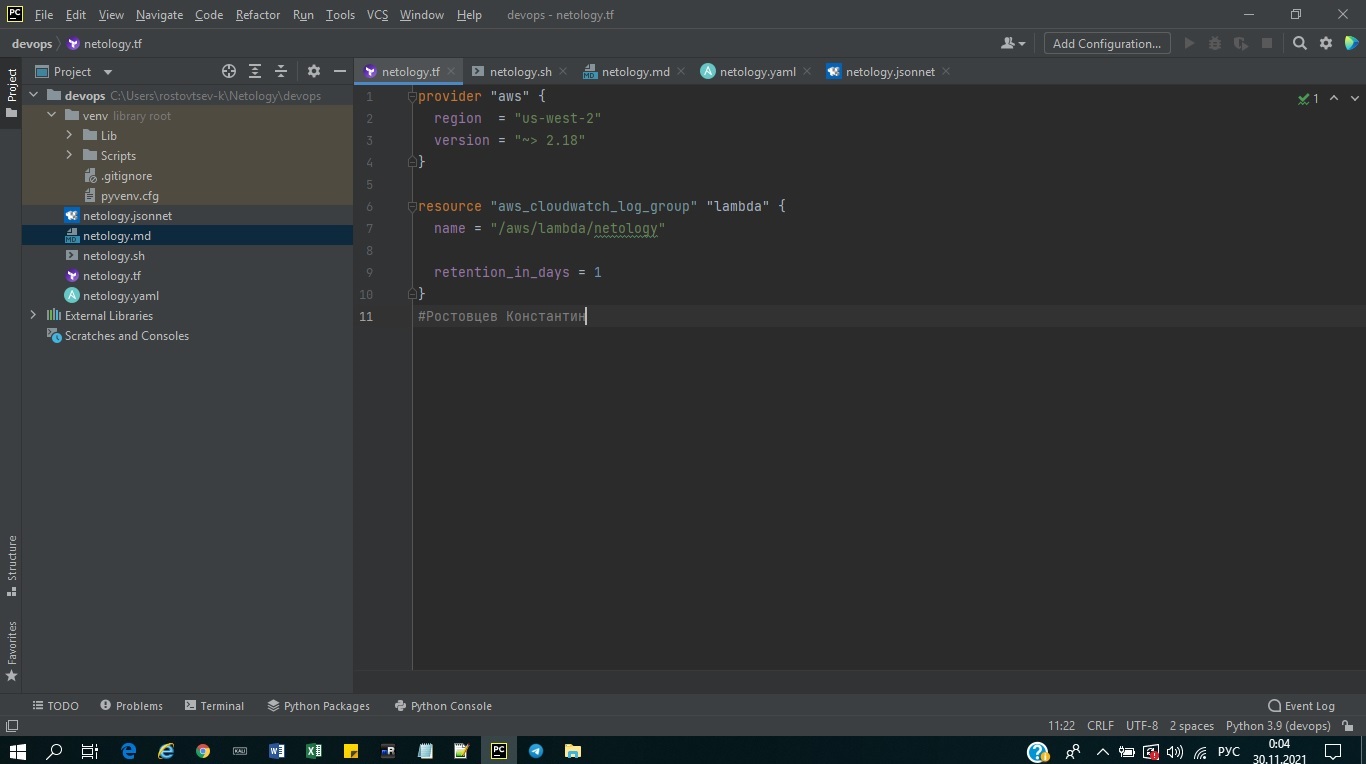 PC File Edit View Navigate Code Refactor Run Tools VCS Window Help devops - netology.tf
devops netology.tf Add Configuration...
Project
Project
netology.tf netology.sh netology.md netology.yaml netology.jsonnet
devops C:\Users\rostovtsev-k\Netology\devops
venv library root
Lib
Scripts
.gitignore
pyvenv.cfg
netology.jsonnet
netology.md
netology.sh
netology.tf
netology.yaml
External Libraries
Scratches and Consoles
1 provider "aws" {
2 region  = "us-west-2"
3 version = "~> 2.18"
4 }
5
6 resource "aws_cloudwatch_log_group" "lambda" {
7 name = "/aws/lambda/netology"
8
9 retention_in_days = 1
10 }
11 #Ростовцев Константин
1
Structure
Favorites
TODO Problems Terminal Python Packages Python Console Event Log
11:22 CRLF UTF-8 2 spaces Python 3.9 (devops)
РУС
0:04
30.11.2021